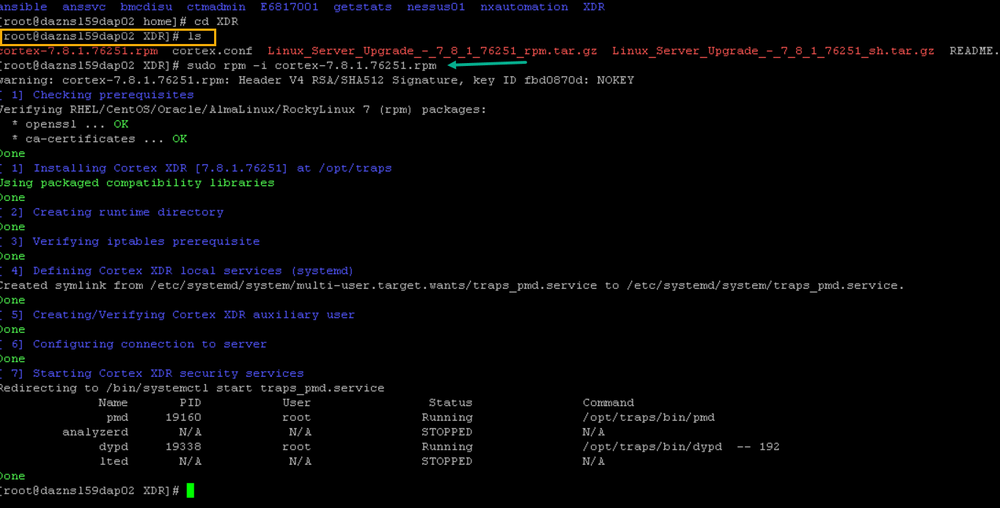 ansible anssvc bmcdisu ctmadmin E6817001 getstats nessus01 nxautomation XDR
[root@dazns159dap02 home]# cd XDR
[root@dazns159dap02 XDR]# ls
cortex-7.8.1.76251.rpm cortex.conf Linux_Server_Upgrade_-_7_8_1_76251_rpm.tar.gz Linux_Server_Upgrade_-_7_8_1_76251_sh.tar.gz README.
[root@dazns159dap02 XDR]# sudo rpm -i cortex-7.8.1.76251.rpm
warning: cortex-7.8.1.76251.rpm: Header V4 RSA/SHA512 Signature, key ID fbd0870d: NOKEY
[ 1] Checking prerequisites
Verifying RHEL/CentOS/Oracle/AlmaLinux/RockyLinux 7 (rpm) packages:
* openssl ... OK
* ca-certificates ... OK
Done
[ 1] Installing Cortex XDR [7.8.1.76251] at /opt/traps
Using packaged compatibility libraries
Done
[ 2] Creating runtime directory
Done
[ 3] Verifying iptables prerequisite
Done
[ 4] Defining Cortex XDR local services (systemd)
Created symlink from /etc/systemd/system/multi-user.target.wants/traps_pmd.service to /etc/systemd/system/traps_pmd.service.
Done
[ 5] Creating/Verifying Cortex XDR auxiliary user
Done
[ 6] Configuring connection to server
Done
[ 7] Starting Cortex XDR security services
Redirecting to /bin/systemctl start traps_pmd.service
Name PID User Status Command
pmd 19160 root Running /opt/traps/bin/pmd
analyzerd N/A N/A STOPPED N/A
dypd 19338 root Running /opt/traps/bin/dypd -- 192
lted N/A N/A STOPPED N/A
Done
[root@dazns159dap02 XDR]#